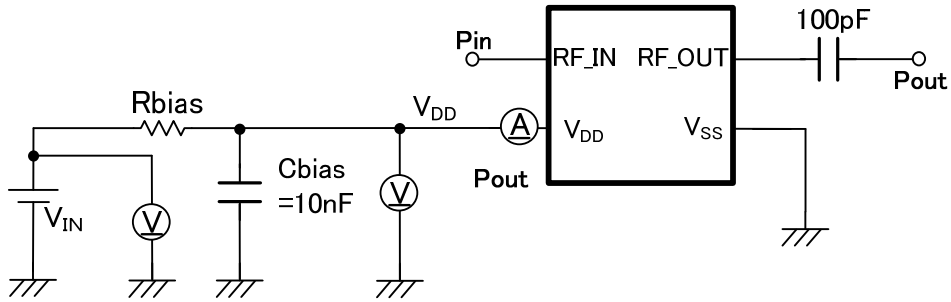 100pF
Pin
RF_IN
RF_OUT
Pout
Rbias
VDD
A
VDD
VSS
Pout
Cbias
=10nF
VIN
V
V